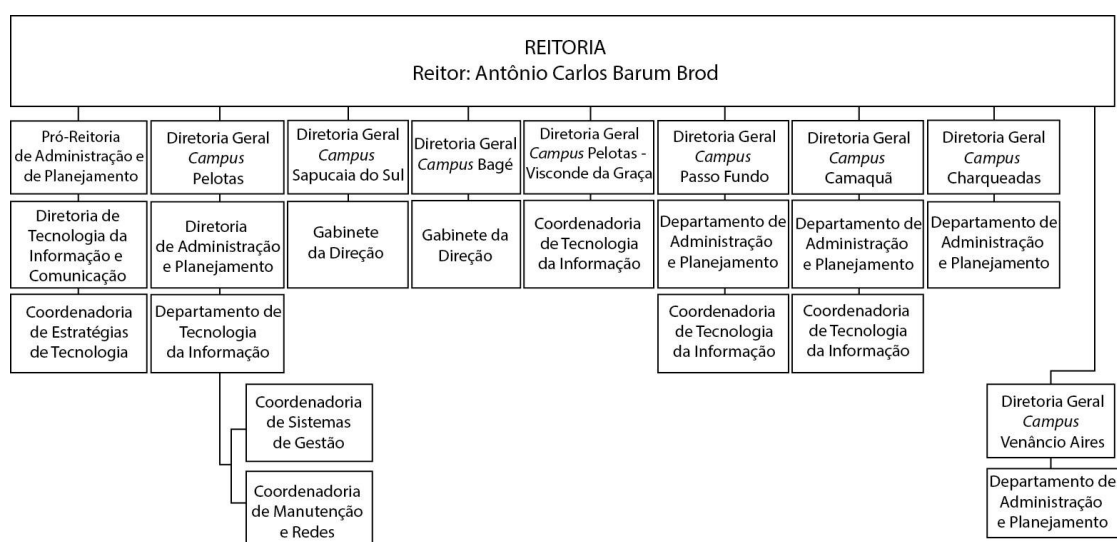 REITORIA
Reitor: Antônio Carlos Barum Brod
Pró-Reitoria
de Administração e
de Planejamento
Diretoria Geral
Campus
Pelotas
Diretoria Geral
Campus
Sapucaia do Sul
Diretoria Geral
Campus Bagé
Diretoria Geral
Campus Pelotas -
Visconde da Graça
Diretoria Geral
Campus
Passo Fundo
Diretoria Geral
Campus
Camaquã
Diretoria Geral
Campus
Charqueadas
Diretoria de
Tecnologia da
Informação e
Comunicação
Diretoria
de Administração
e Planejamento
Gabinete
da Direção
Gabinete da
Direção
Coordenadoria
de Tecnologia
da Informação
Departamento de
Administração
e Planejamento
Departamento de
Administração
e Planejamento
Departamento de
Administração
e Planejamento
Coordenadoria
de Estratégias
de Tecnologia
Departamento de
Tecnologia
da Informação
Coordenadoria
de Tecnologia
da Informação
Coordenadoria
de Tecnologia
da Informação
Coordenadoria
de Sistemas
de Gestão
Diretoria Geral
Campus
Venâncio Aires
Coordenadoria
de Manutenção
e Redes
Departamento de
Administração
e Planejamento